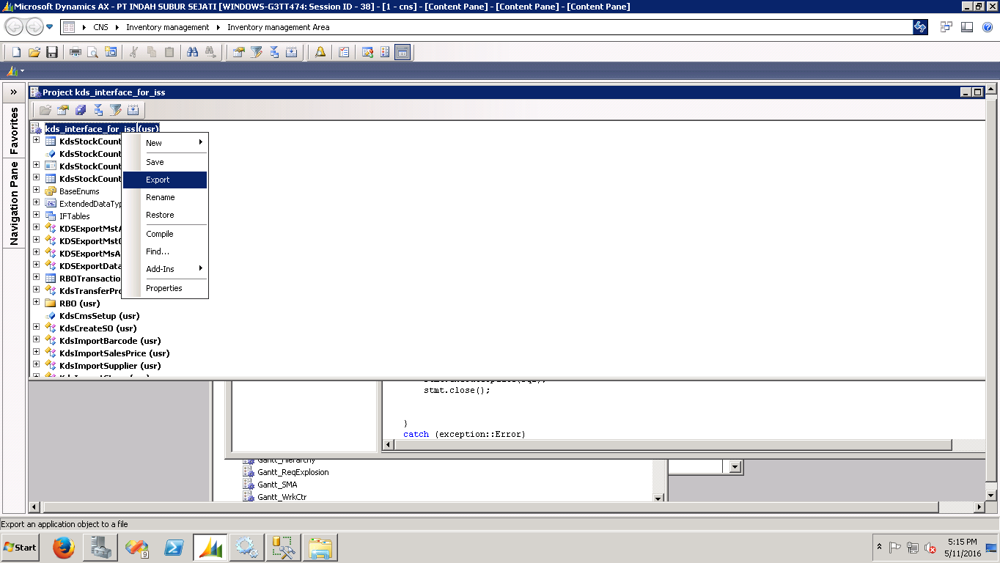 Microsoft Dynamics AX - PT INDAH SUBUR SEJATI [WINDOWS-G3TT474: Session ID - 38] - [1 - cns] - [Content Pane] - [Content Pane] - [Content Pane]
CNS Inventory management Inventory management Area
Project kds_interface_for_iss
kds_interface_for_iss (usr)
KdsStockCount
KdsStockCount
KdsStockCount
KdsStockCount
BaseEnums
ExtendedDataTyp
IFTables
KDSExportMstA
KDSExportMst
KDSExportMsA
KDSExportData
RBOTransactio
KdsTransferPro
RBO (usr)
KdsCmsSetup (usr)
KdsCreateSO (usr)
KdsImportBarcode (usr)
KdsImportSalesPrice (usr)
KdsImportSupplier (usr)
New
Save
Export
Rename
Restore
Compile
Find...
Add-Ins
Properties
Favorites
Navigation Pane
stmt.close();
}
catch (exception::Error)
Gantt_Hierarchy
Gantt_ReqExplosion
Gantt_SMA
Gantt_WrkCtr
Export an application object to a file
Start
9
5:15 PM
5/11/2016